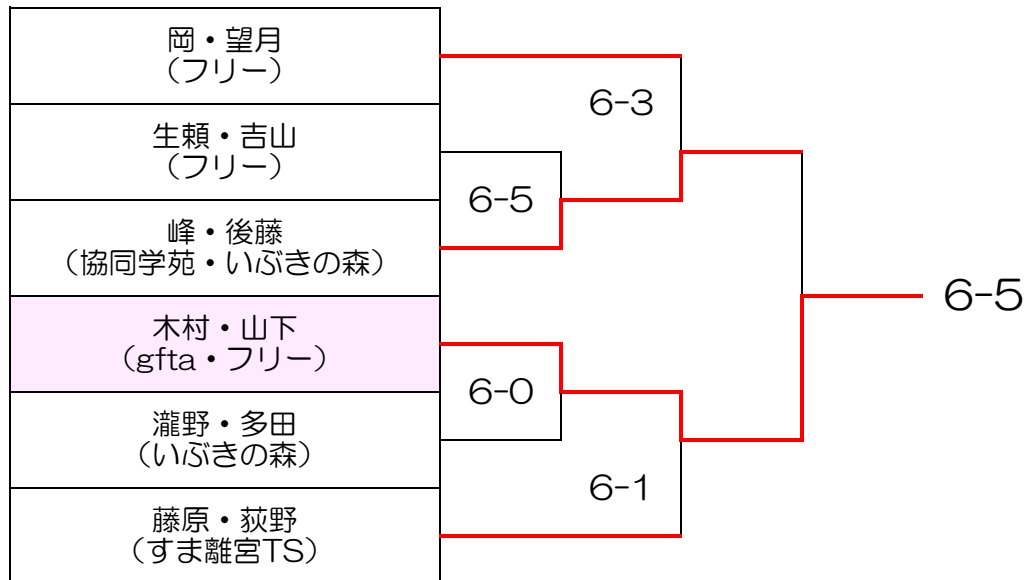 岡・望月
（フリー）
生頼・吉山
（フリー）
峰・後藤
（協同学苑・いぶきの森）
木村・山下
（gfta・フリー）
瀧野・多田
（いぶきの森）
藤原・荻野
（すま離宮TS）
6-3
6-5
6-0
6-1
6-5